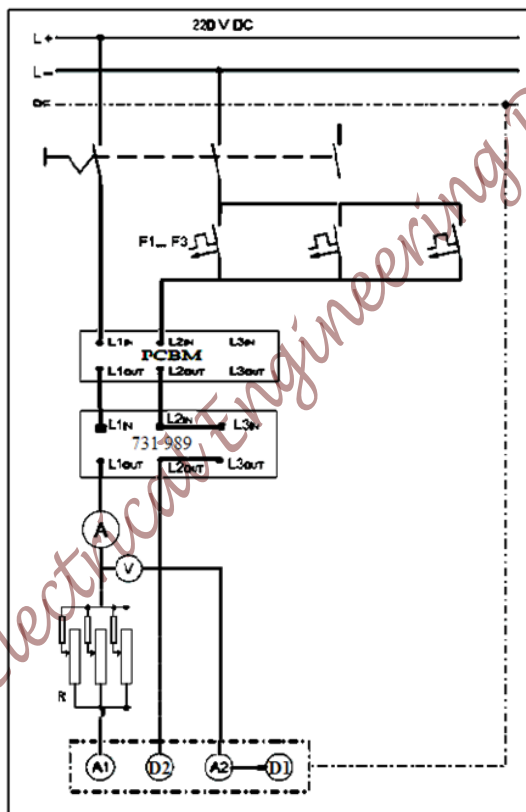 220 V DC
L+
L-
PE
F1... F3
L1IN L2IN L3IN
PCBM
L1OUT L2OUT L3OUT
L1IN L2IN L3IN
731 989
L1OUT L2OUT L3OUT
A
V
R
A1 D2 A2 D1
Electrical Engineering